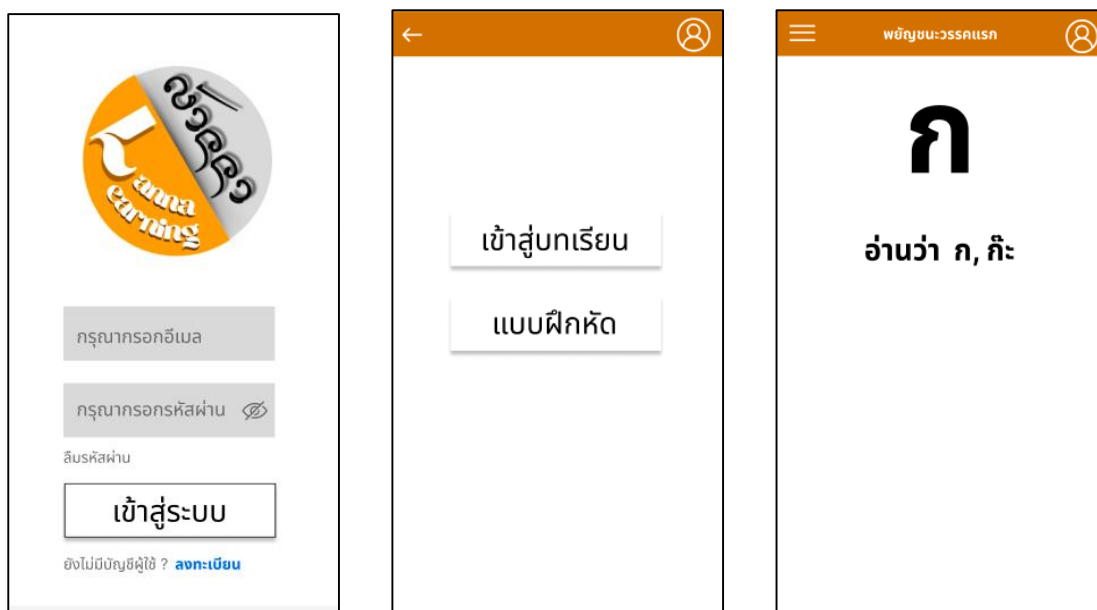 Lanna
Learning
กรุณากรอกอีเมล
กรุณากรอกรหัสผ่าน
ลืมรหัสผ่าน
เข้าสู่ระบบ
ยังไม่มีบัญชีผู้ใช้ ? ลงทะเบียน
เข้าสู่บทเรียน
แบบฝึกหัด
พยัญชนะวรรคแรก
ก
อ่านว่า ก, ก๊ะ